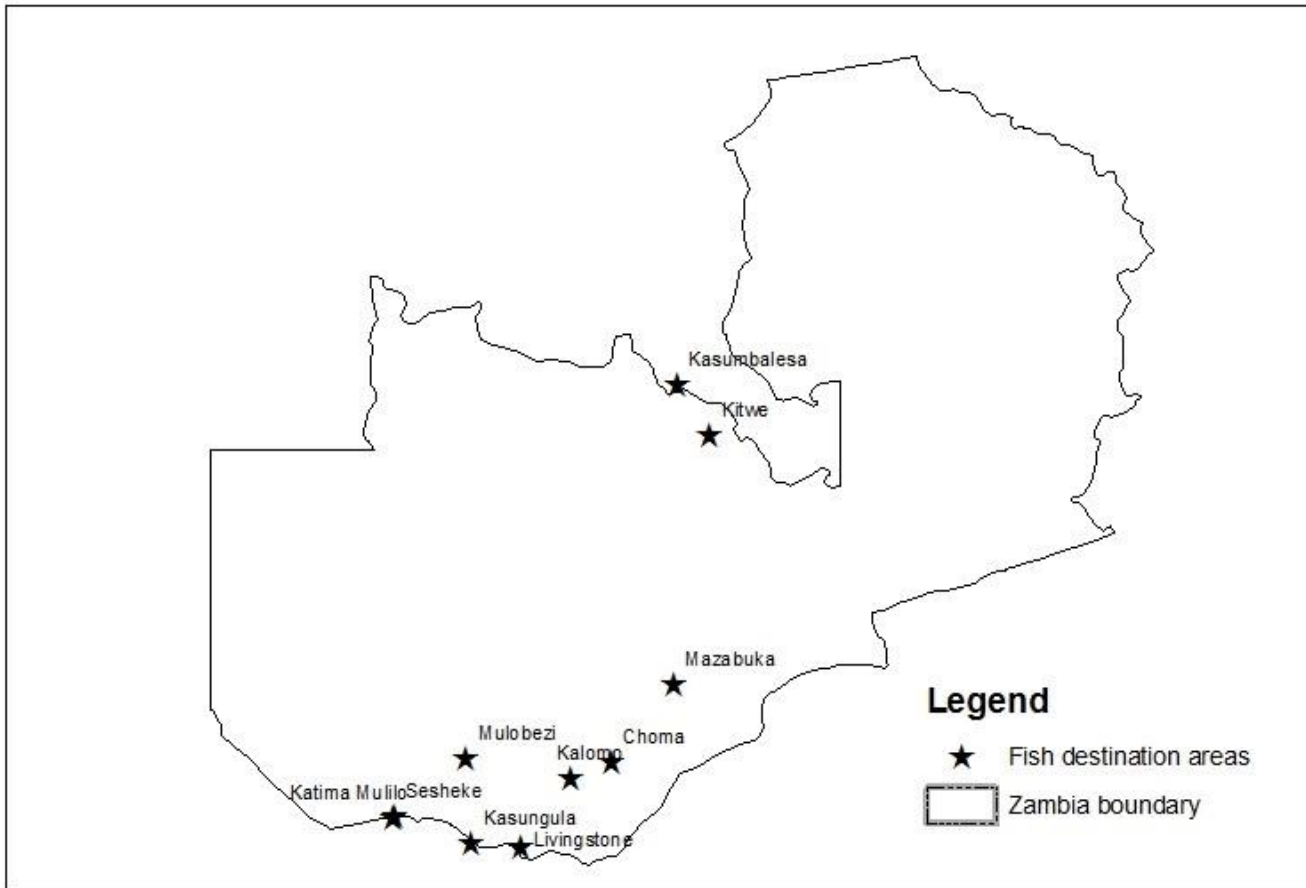 Kasumbalesa
Kitwe
Mazabuka
Mulobezi
Choma
Kalomo
Katima Mulilo
Sesheke
Kasungula
Livingstone
Legend
Fish destination areas
Zambia boundary